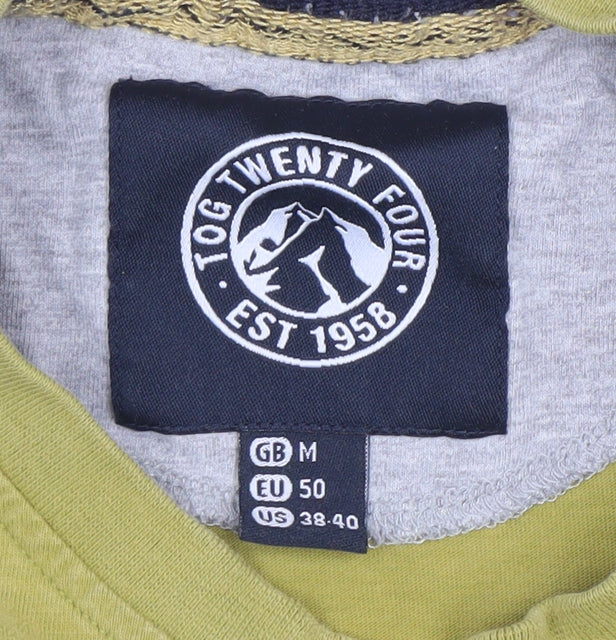 TOG TWENTY FOUR
EST 1958
GB M
EU 50
US 38-40